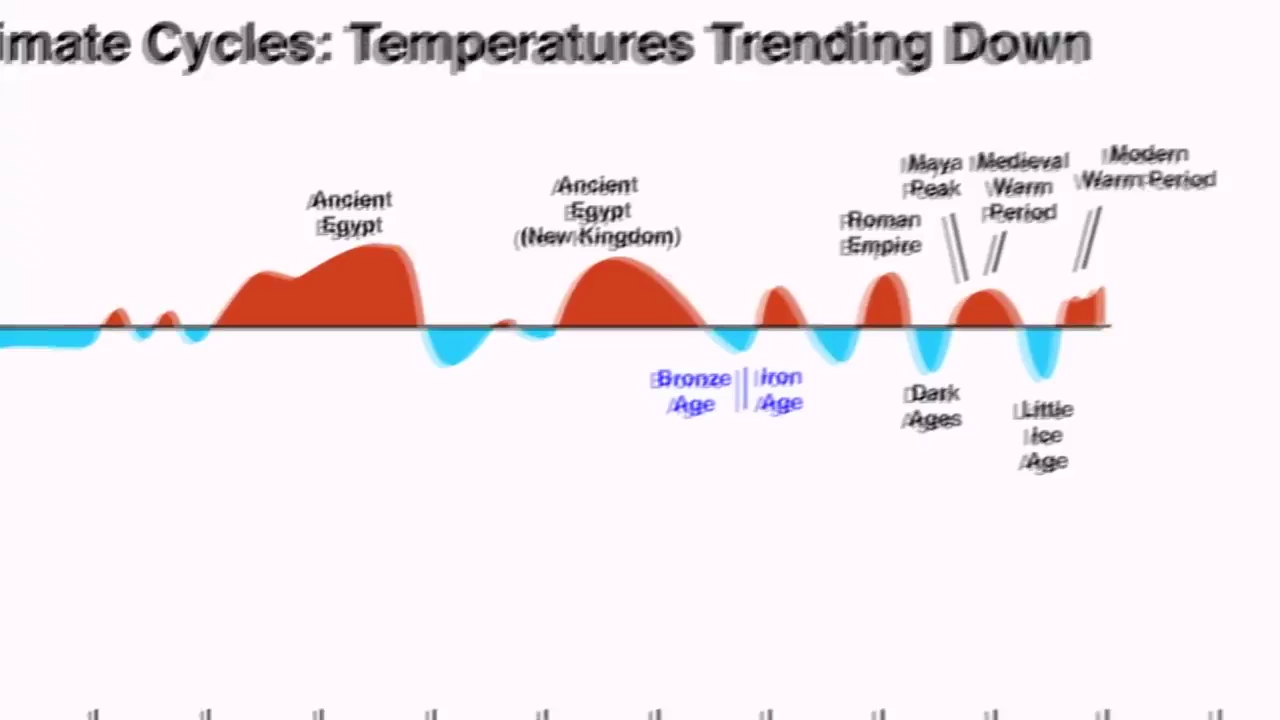 imate Cycles: Temperatures Trending Down
Ancient
Egypt
Ancient
Egypt
(New Kingdom)
Roman
Empire
Maya
Peak
Medieval
Warm
Period
Modern
Warm Period
Bronze
Age
Iron
Age
Dark
Ages
Little
Ice
Age